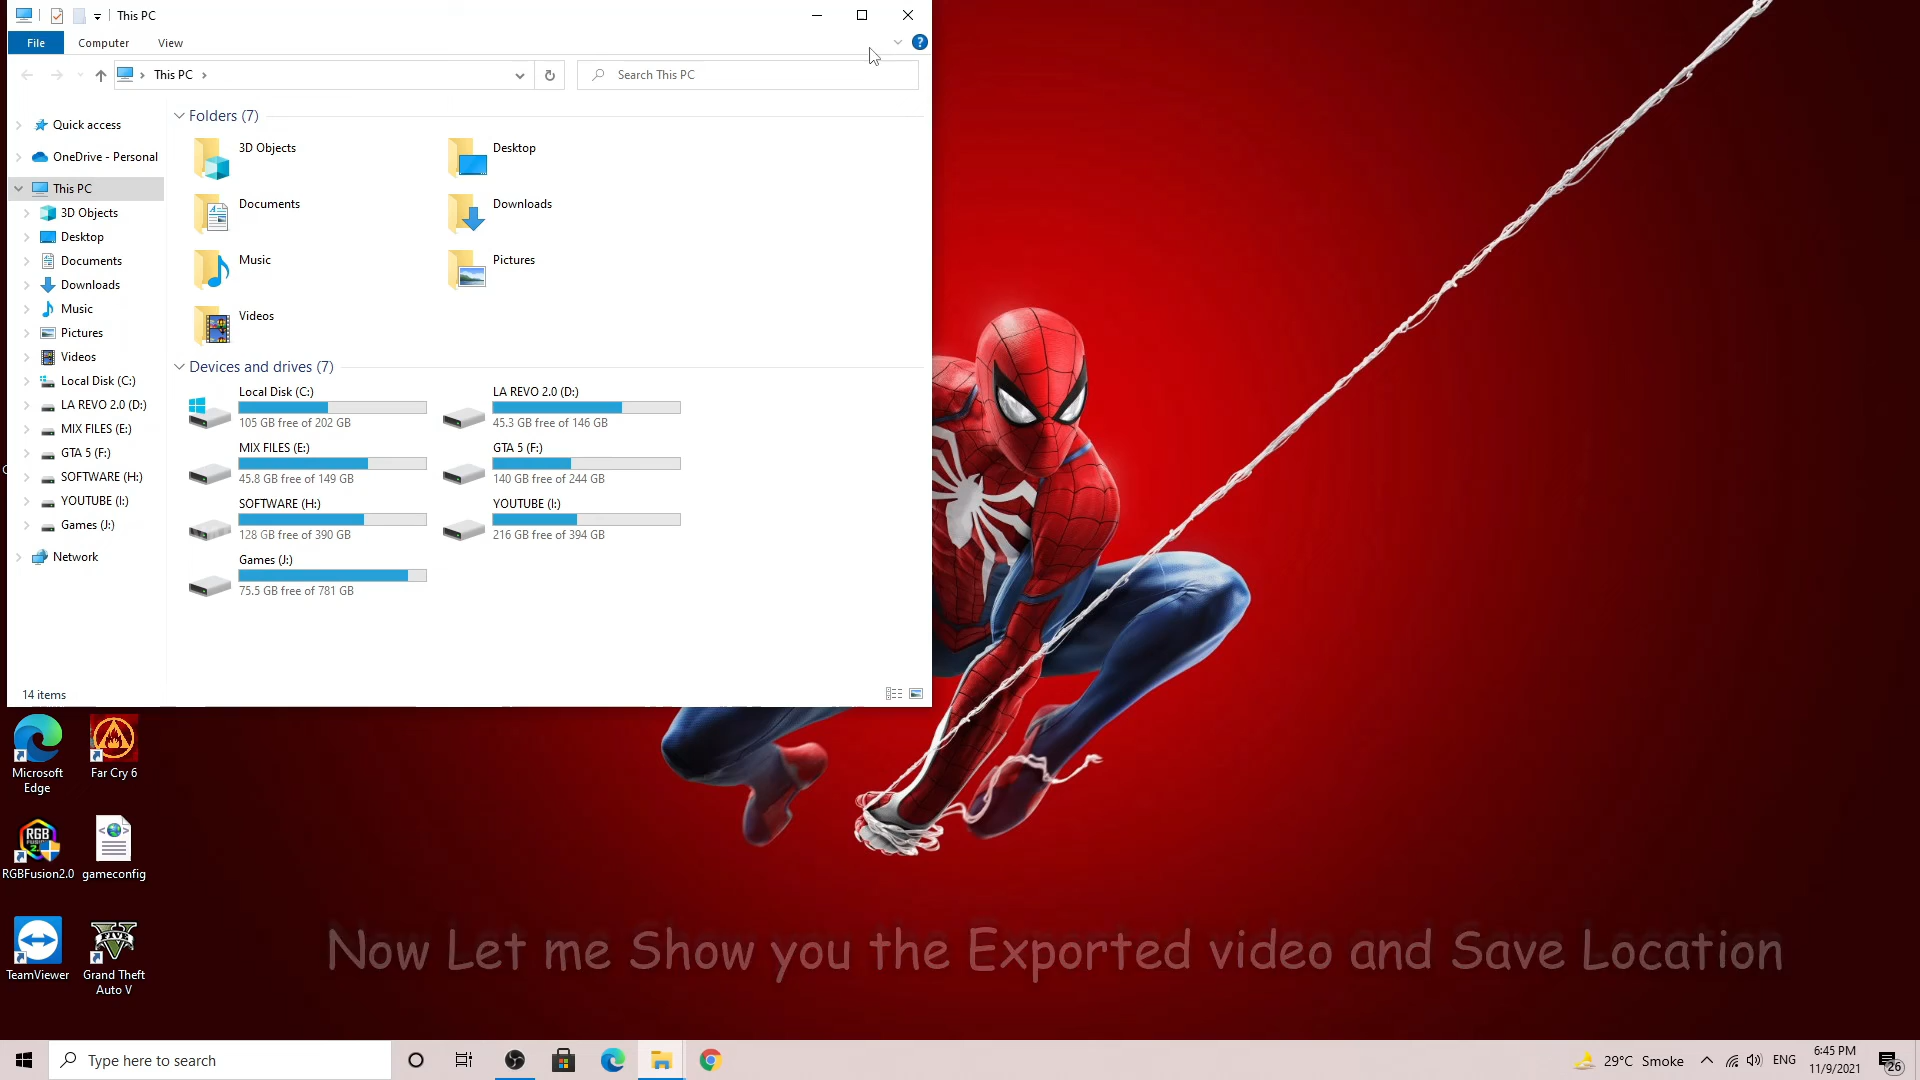 This PC
File Computer View
This PC
Search This PC
Quick access
OneDrive - Personal
This PC
3D Objects
Desktop
Documents
Downloads
Music
Pictures
Videos
Local Disk (C:)
LA REVO 2.0 (D:)
MIX FILES (E:)
GTA 5 (F:)
SOFTWARE (H:)
YOUTUBE (I:)
Games (J:)
Network
Folders (7)
3D Objects
Desktop
Documents
Downloads
Music
Pictures
Videos
Devices and drives (7)
Local Disk (C:)
105 GB free of 202 GB
LA REVO 2.0 (D:)
45.3 GB free of 146 GB
MIX FILES (E:)
45.8 GB free of 149 GB
GTA 5 (F:)
140 GB free of 244 GB
SOFTWARE (H:)
128 GB free of 390 GB
YOUTUBE (I:)
216 GB free of 394 GB
Games (J:)
75.5 GB free of 781 GB
14 items
Microsoft
Edge
Far Cry 6
RGB
RGBFusion2.0
gameconfig
TeamViewer
FIVE
Grand Theft
Auto V
Now Let me Show you the Exported video and Save Location
Type here to search
29°C Smoke
ENG
6:45 PM
11/9/2021
26